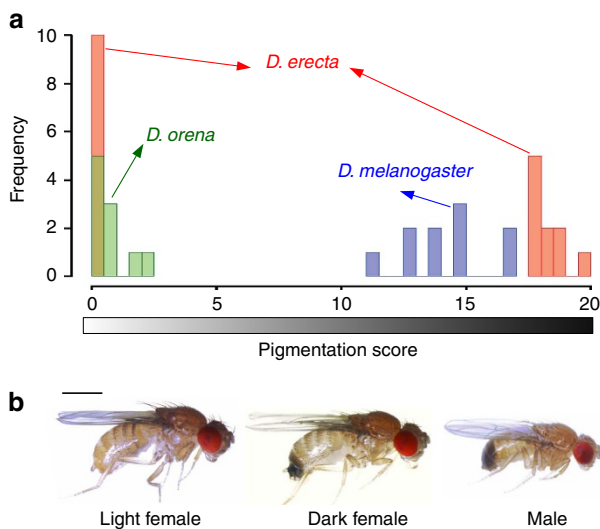 a
10
8
6
4
2
0
Frequency
D. erecta
D. orena
D. melanogaster
0 5 10 15 20
Pigmentation score
b
Light female Dark female Male